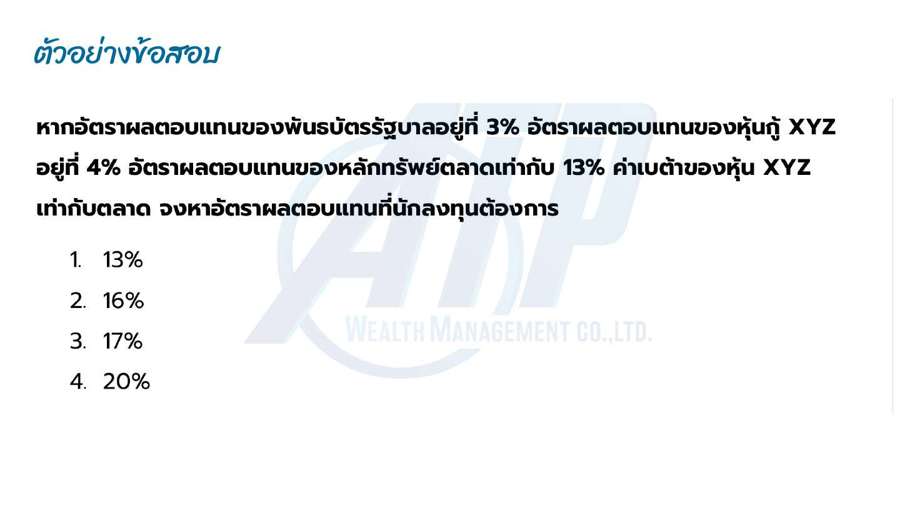 ตัวอย่างข้อสอบ
หากอัตราผลตอบแทนของพันธบัตรรัฐบาลอยู่ที่ 3% อัตราผลตอบแทนของหุ้นกู้ XYZ
อยู่ที่ 4% อัตราผลตอบแทนของหลักทรัพย์ตลาดเท่ากับ 13% ค่าเบต้าของหุ้น XYZ
เท่ากับตลาด จงหาอัตราผลตอบแทนที่นักลงทุนต้องการ
1. 13%
2. 16%
3. 17%
4. 20%
ATP
WEALTH MANAGEMENT CO.,LTD.